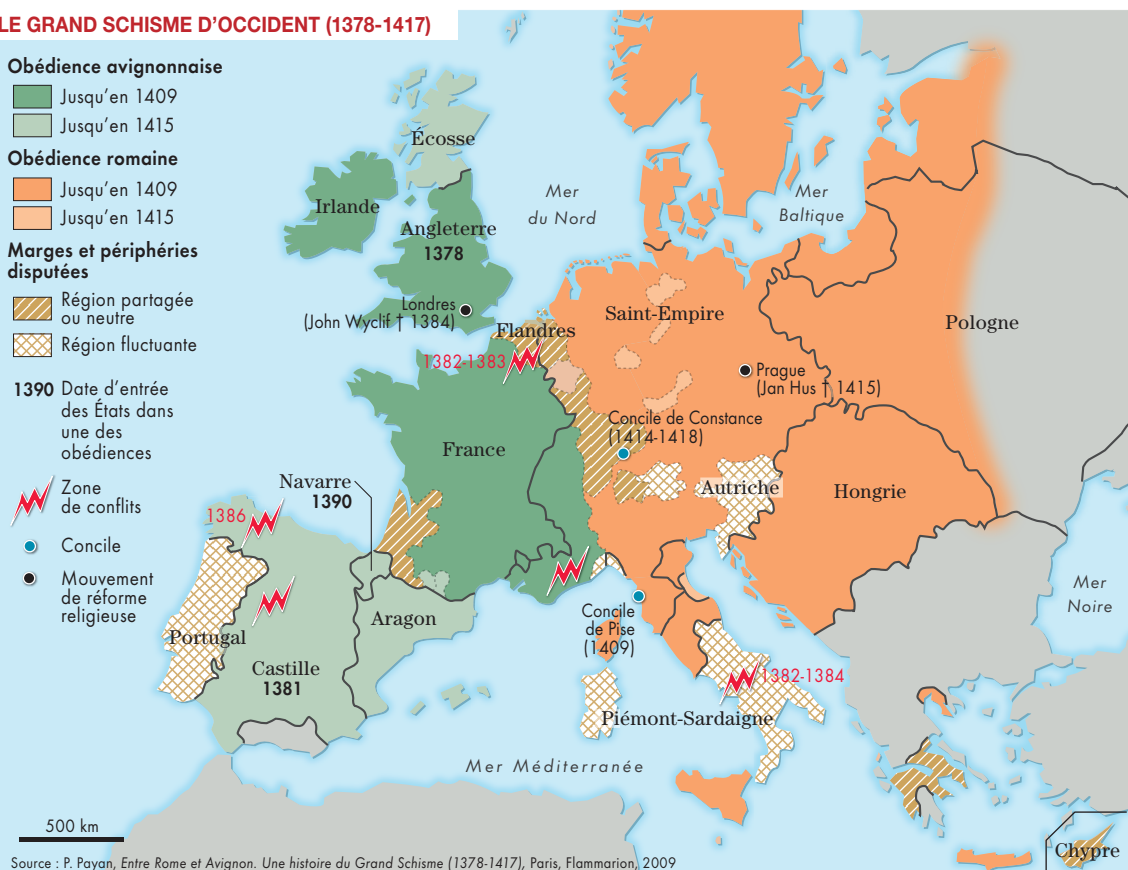 LE GRAND SCHISME D'OCCIDENT (1378-1417)
Obédience avignonnaise
Jusqu'en 1409
Jusqu'en 1415
Obédience romaine
Jusqu'en 1409
Jusqu'en 1415
Marges et périphéries
disputées
Région partagée
ou neutre
Région fluctuante
1390 Date d'entrée
des États dans
une des
obédiences
Zone
de conflits
Concile
Mouvement
de réforme
religieuse
Écosse
Irlande
Angleterre
1378
Londres
(John Wyclif † 1384)
Mer
du Nord
Mer
Baltique
Flandres
1382-1383
Saint-Empire
Pologne
Prague
(Jan Hus † 1415)
Concile de Constance
(1414-1418)
France
Navarre
1390
Autriche
Hongrie
1386
Portugal
Castille
1381
Aragon
Concile
de Pise
(1409)
1382-1384
Piémont-Sardaigne
Mer
Noire
Mer Méditerranée
Chypre
500 km
Source : P. Payan, Entre Rome et Avignon. Une histoire du Grand Schisme (1378-1417), Paris, Flammarion, 2009